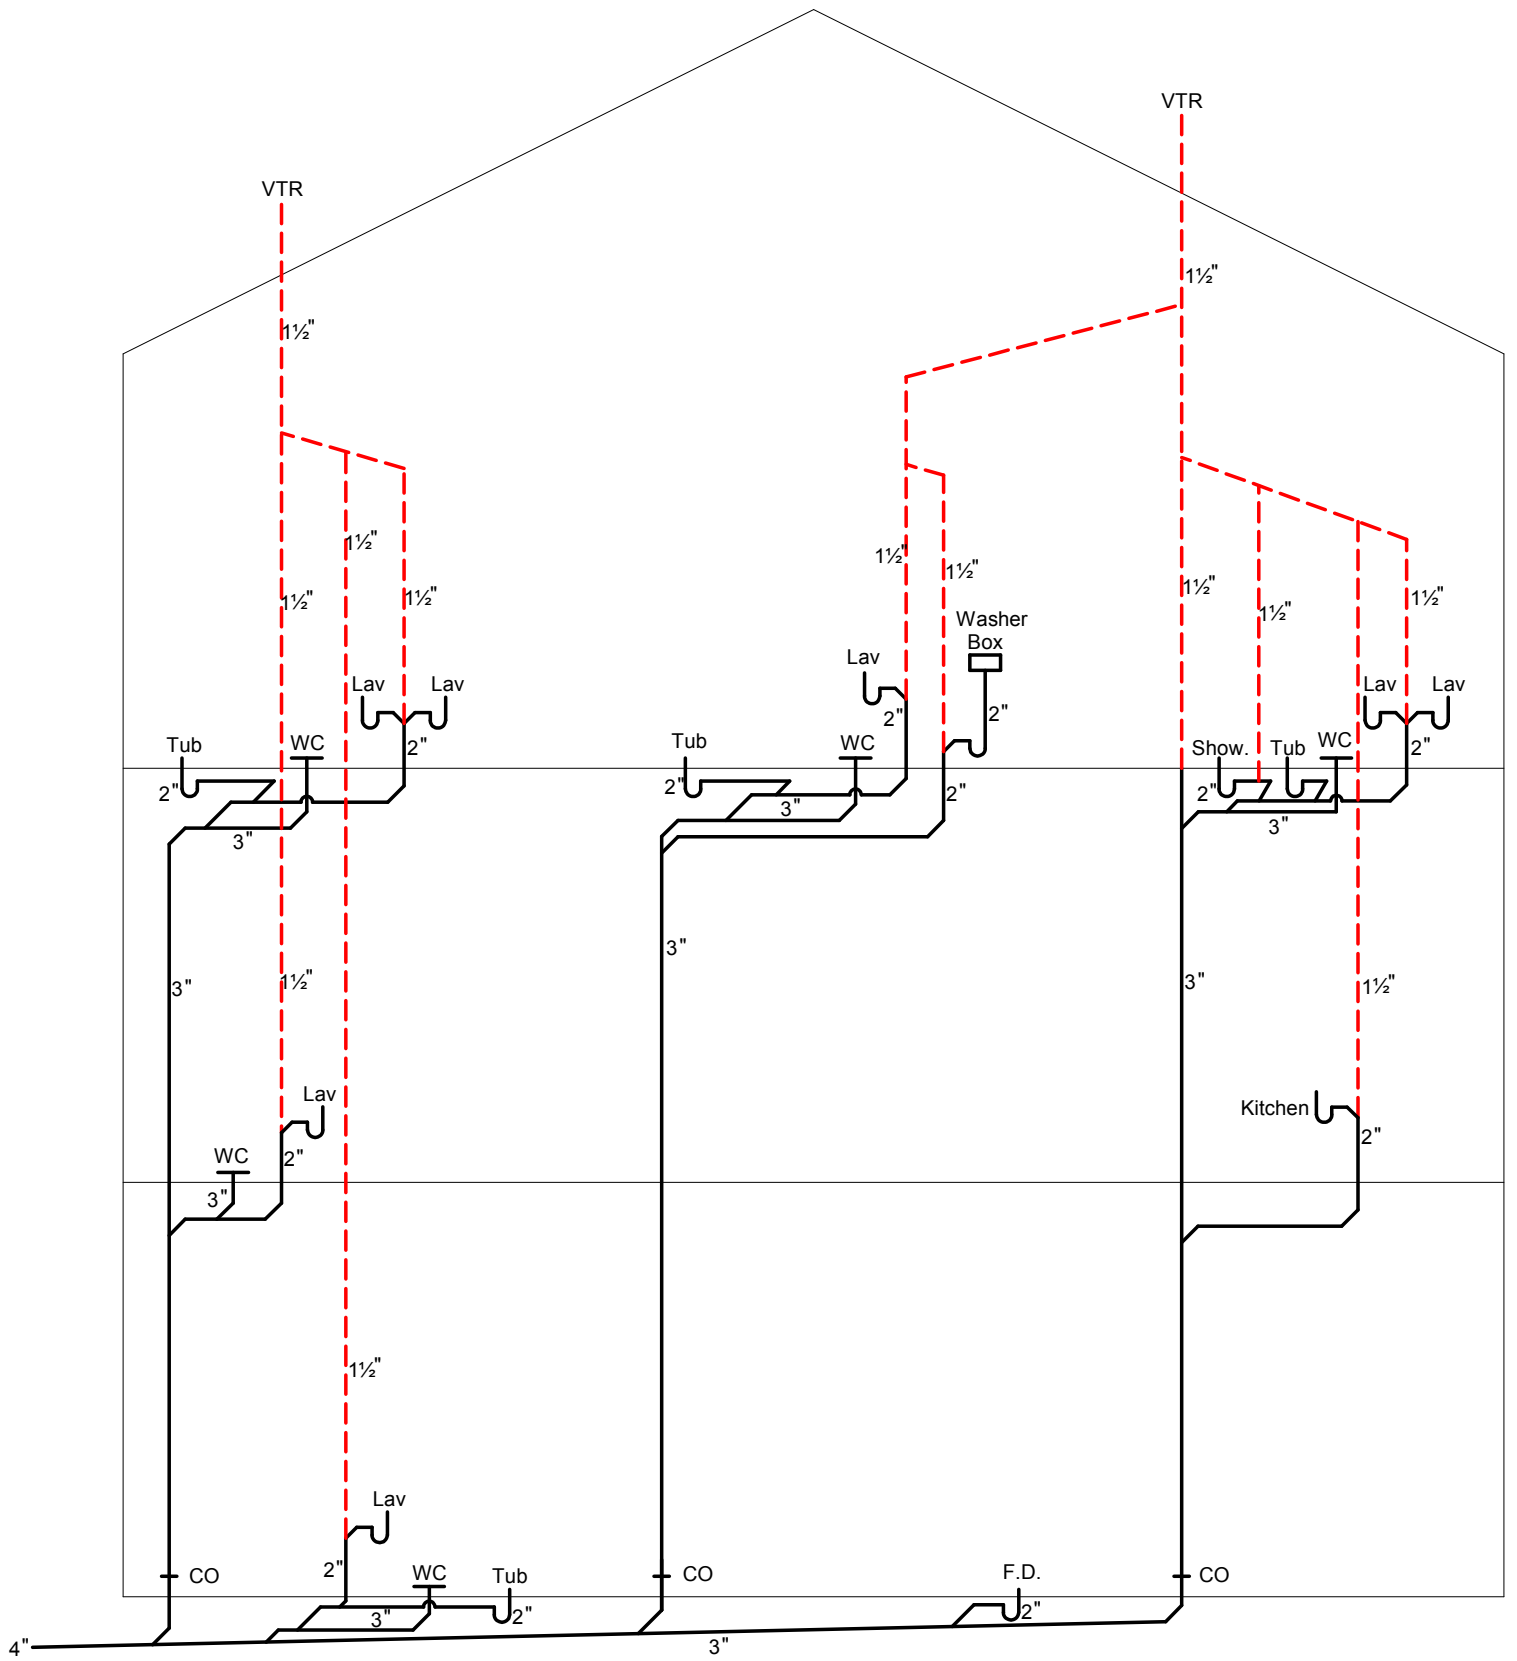 VTR
VTR
1½"
1½"
1½"
1½"
1½"
1½"
1½"
1½"
1½"
1½"
1½"
Washer
Box
Lav
Lav
Lav
Lav
Lav
2"
2"
Tub
WC
2"
Tub
WC
Show.
Tub
WC
2"
2"
2"
2"
2"
3"
3"
3"
3"
3"
3"
1½"
1½"
Lav
Kitchen
WC
2"
2"
3"
1½"
Lav
2"
CO
WC
Tub
CO
F.D.
CO
3"
2"
2"
4"
3"